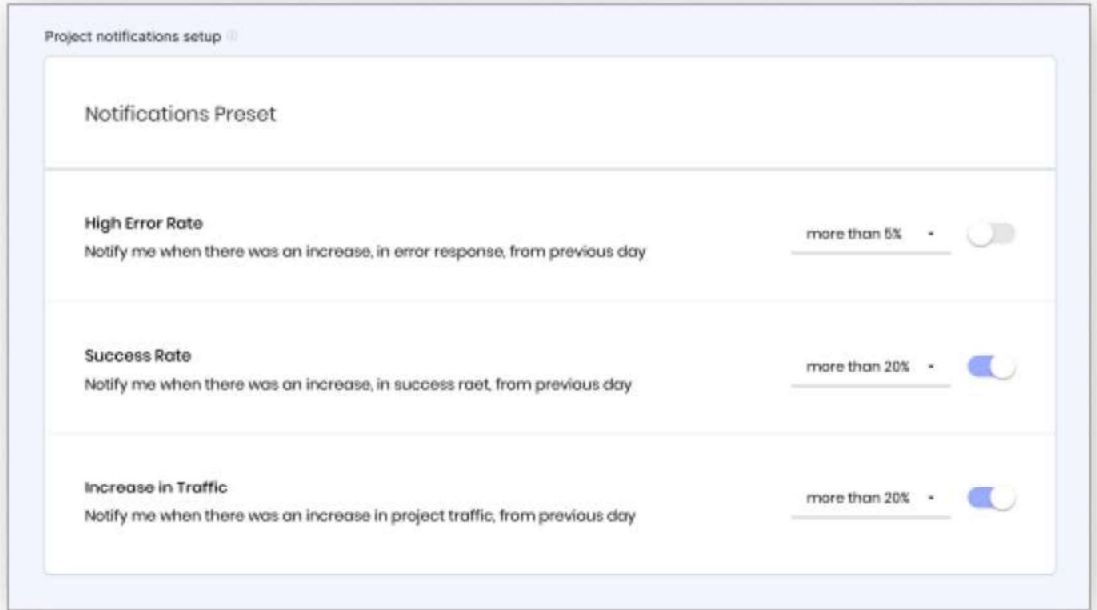 Project notifications setup
Notifications Preset
High Error Rate
Notify me when there was an increase, in error response, from previous day
more than 5%
Success Rate
Notify me when there was an increase, in success raet, from previous day
more than 20%
Increase in Traffic
Notify me when there was an increase in project traffic, from previous day
more than 20%